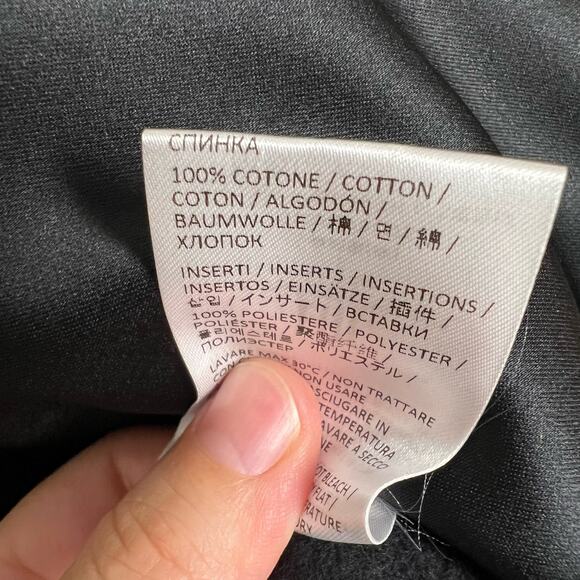 СПИНКА
100% COTONE / COTTON /
COTON / ALGODÓN /
BAUMWOLLE / 棉 / 면 / 綿 /
ХЛОПОК
INSERTI / INSERTS / INSERTIONS /
INSERTOS / EINSÄTZE / 插件 /
삽입 / インサート / ВСТАВКИ
100% POLIESTERE / POLYESTER /
POLIÉSTER / 聚酯纤维 /
폴리에스테르 / ポリエステル /
ПОЛИЭСТЕР
LAVARE MAX 30°C / NON TRATTARE
NON USARE
ASCIUGARE IN
TEMPERATURA
LAVARE A SECCO
BLEACH /
FLAT /